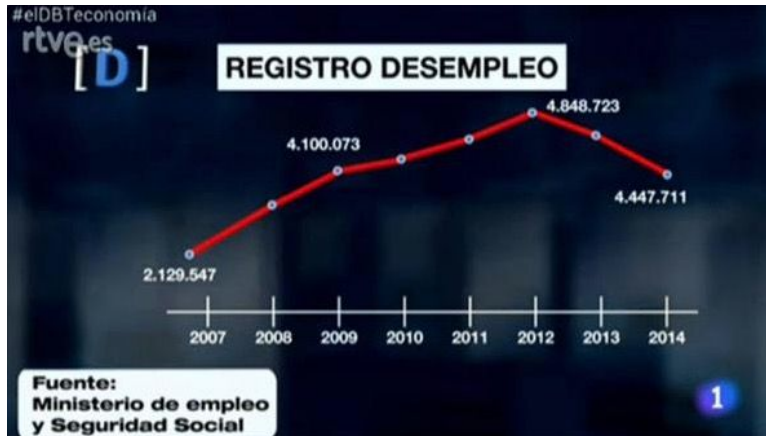 #elDBTeconomía
rtve.es
[D]
REGISTRO DESEMPLEO
4.848.723
4.100.073
4.447.711
2.129.547
2007 2008 2009 2010 2011 2012 2013 2014
Fuente:
Ministerio de empleo
y Seguridad Social
1